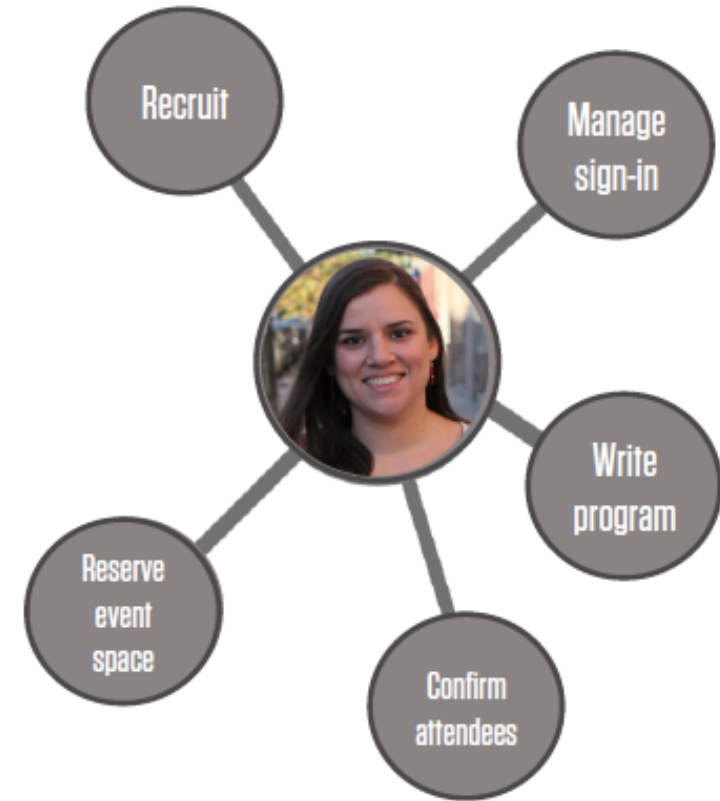 Recruit
Manage
sign-in
Write
program
Reserve
event
space
Confirm
attendees